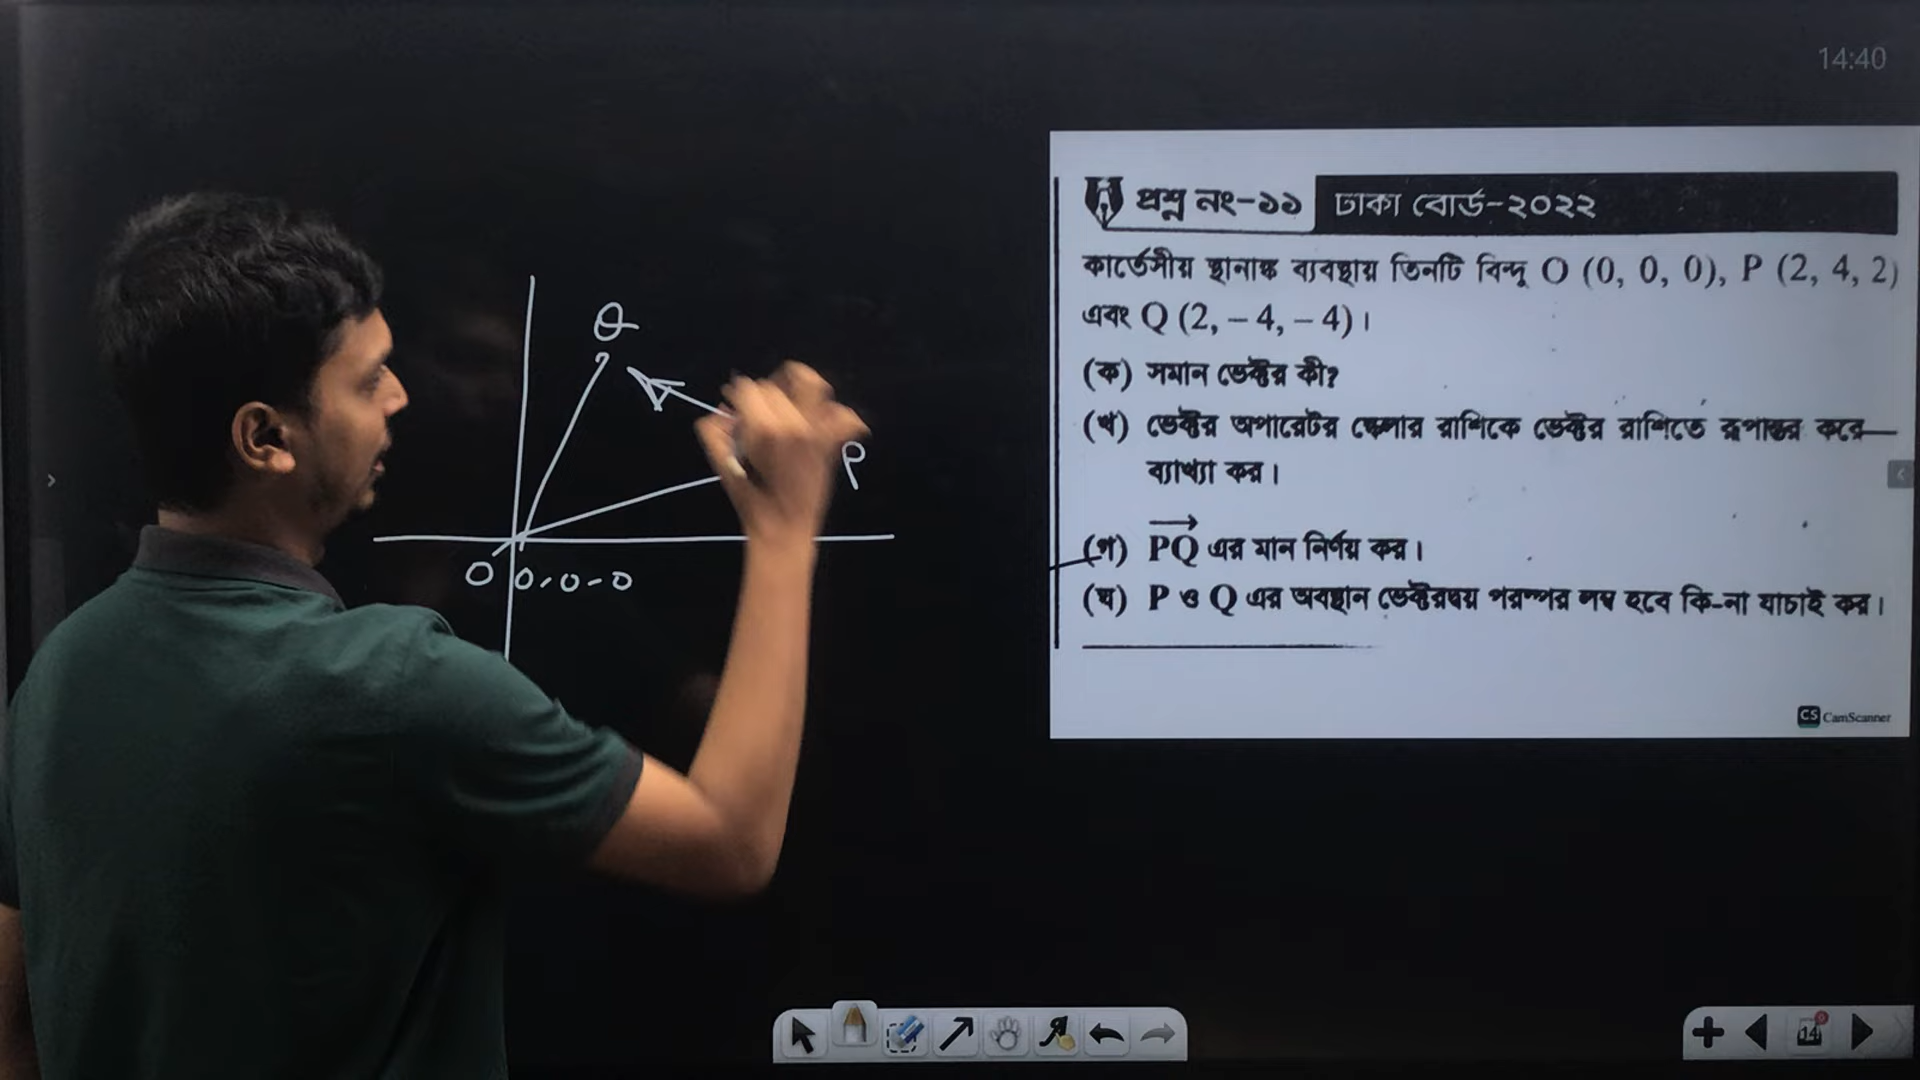 14:40
প্রশ্ন নং-১১ ঢাকা বোর্ড-২০২২
কার্তেসীয় স্থানাঙ্ক ব্যবস্থায় তিনটি বিন্দু O (0, 0, 0), P (2, 4, 2)
এবং Q (2, – 4, – 4)।
(ক) সমান ভেক্টর কী?
(খ) ভেক্টর অপারেটর স্কেলার রাশিকে ভেক্টর রাশিতে রূপান্তর করে—
ব্যাখ্যা কর।
(গ) PQ এর মান নির্ণয় কর।
(ঘ) P ও Q এর অবস্থান ভেক্টরদ্বয় পরস্পর লম্ব হবে কি-না যাচাই কর।
CS CamScanner
Q
P
O 0,0-0
14